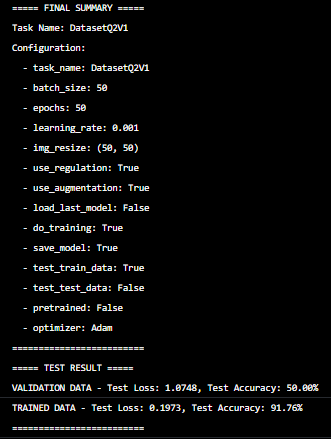 ===== FINAL SUMMARY =====
Task Name: DatasetQ2V1
Configuration:
- task_name: DatasetQ2V1
- batch_size: 50
- epochs: 50
- learning_rate: 0.001
- img_resize: (50, 50)
- use_regulation: True
- use_augmentation: True
- load_last_model: False
- do_training: True
- save_model: True
- test_train_data: True
- test_test_data: False
- pretrained: False
- optimizer: Adam
=========================
===== TEST RESULT =====
VALIDATION DATA - Test Loss: 1.0748, Test Accuracy: 50.00%
TRAINED DATA - Test Loss: 0.1973, Test Accuracy: 91.76%
=========================